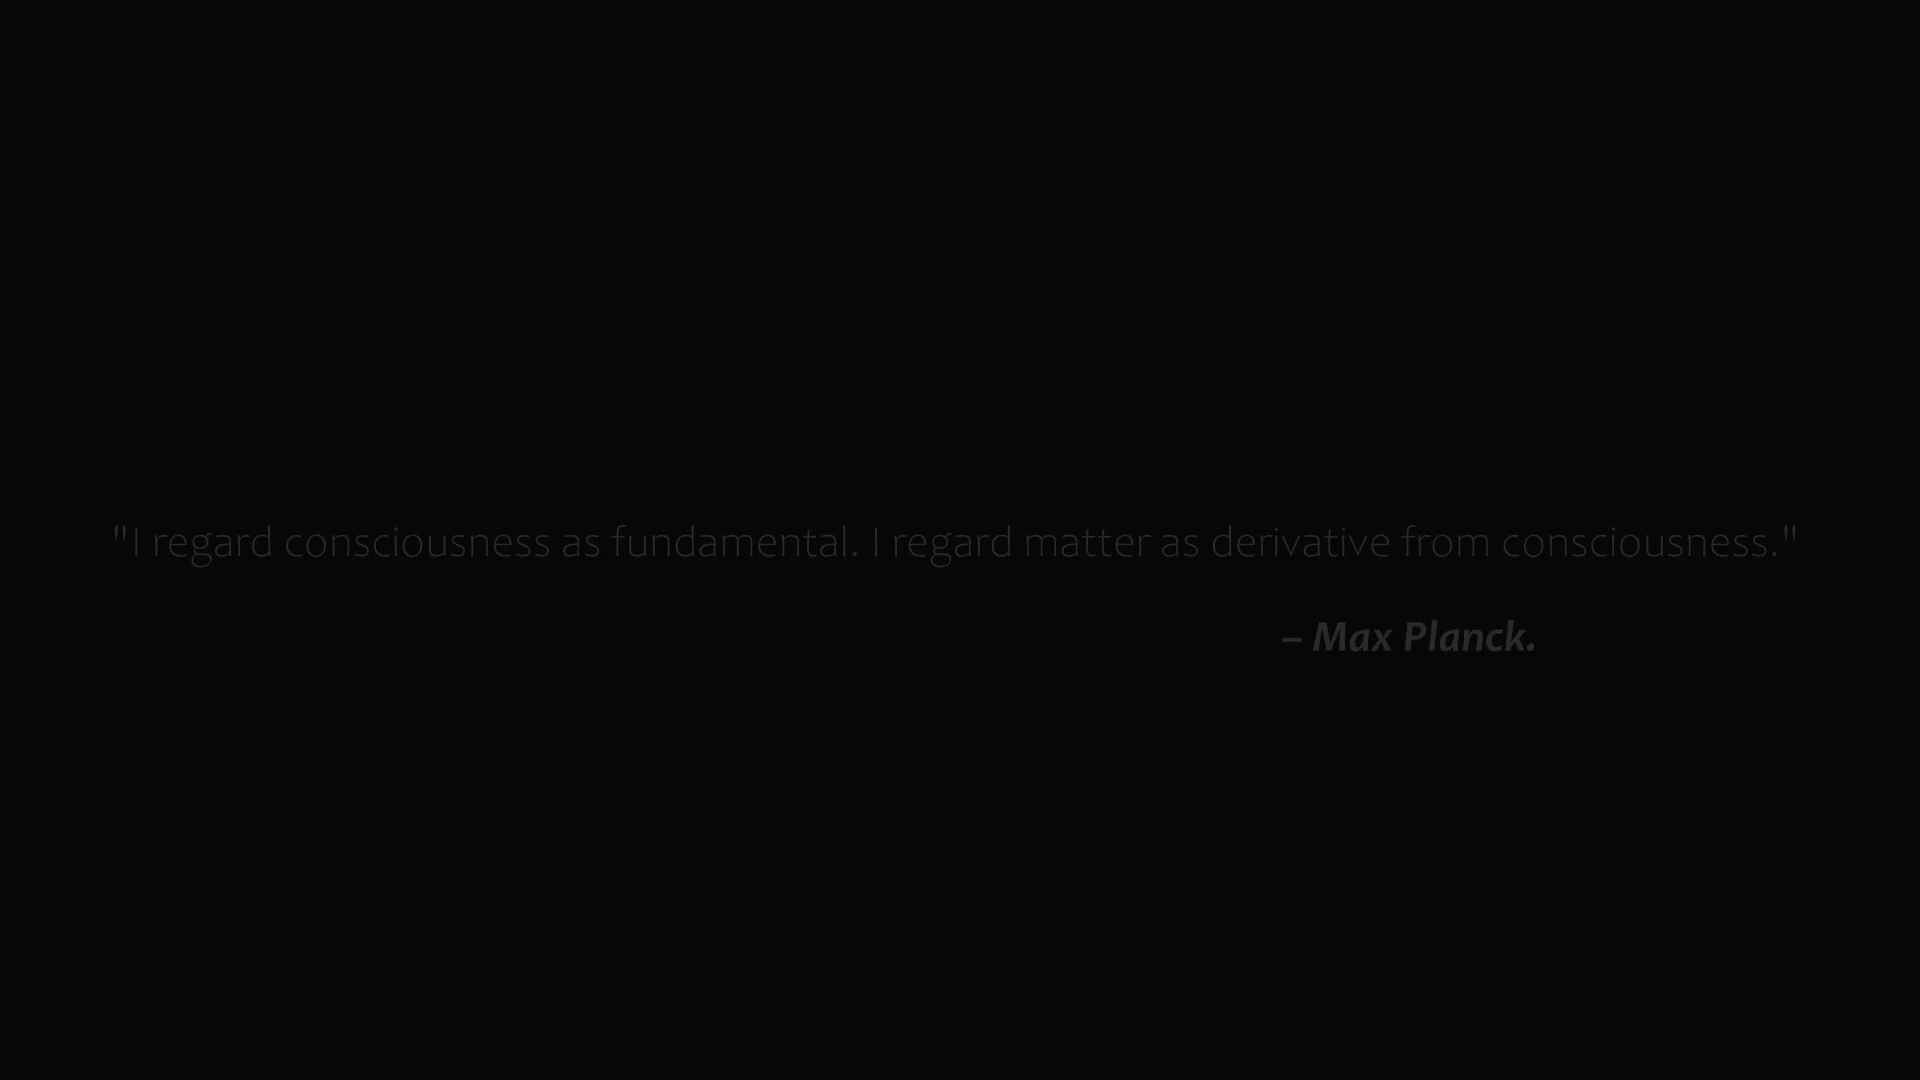 "I regard consciousness as fundamental. I regard matter as derivative from consciousness."
– Max Planck.